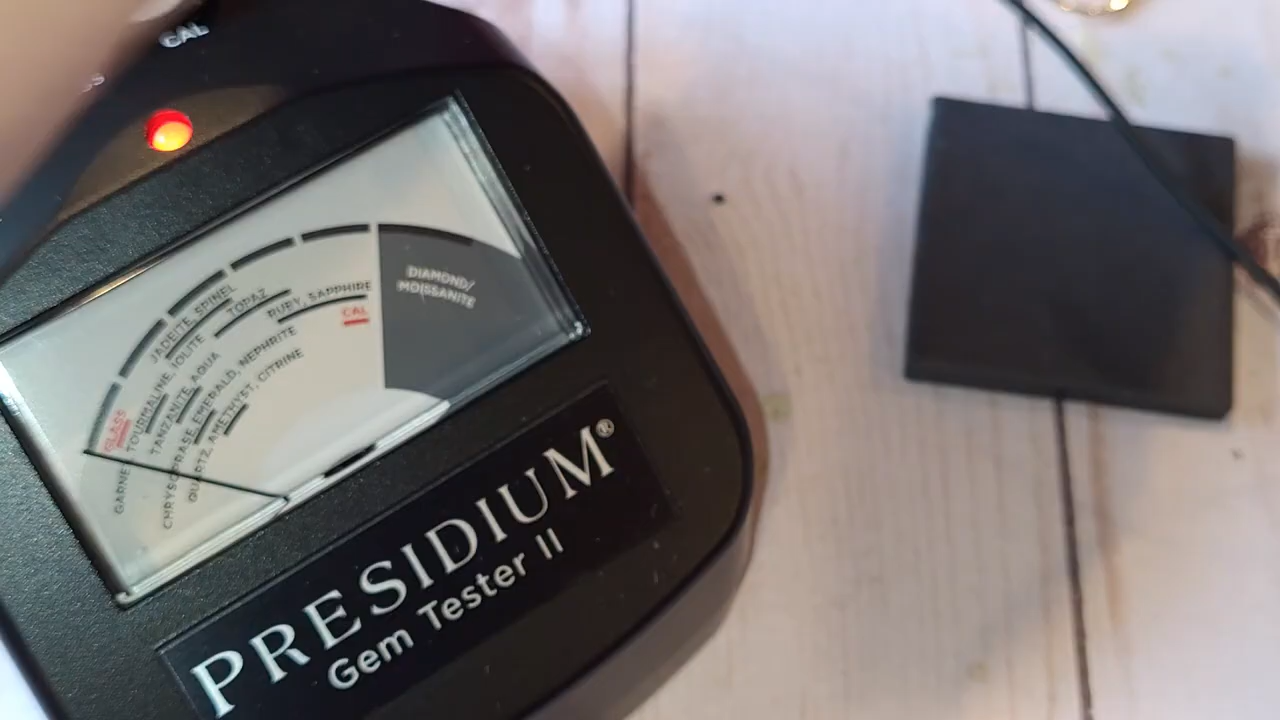 CAL
DIAMOND/
MOISSANITE
JADEITE, SPINEL
TOPAZ
RUBY, SAPPHIRE
CAL
GLASS
GARNET, TOURMALINE, IOLITE
TANZANITE, AQUA
CHRYSOPRASE, EMERALD, NEPHRITE
QUARTZ, AMETHYST, CITRINE
PRESIDIUM®
Gem Tester II